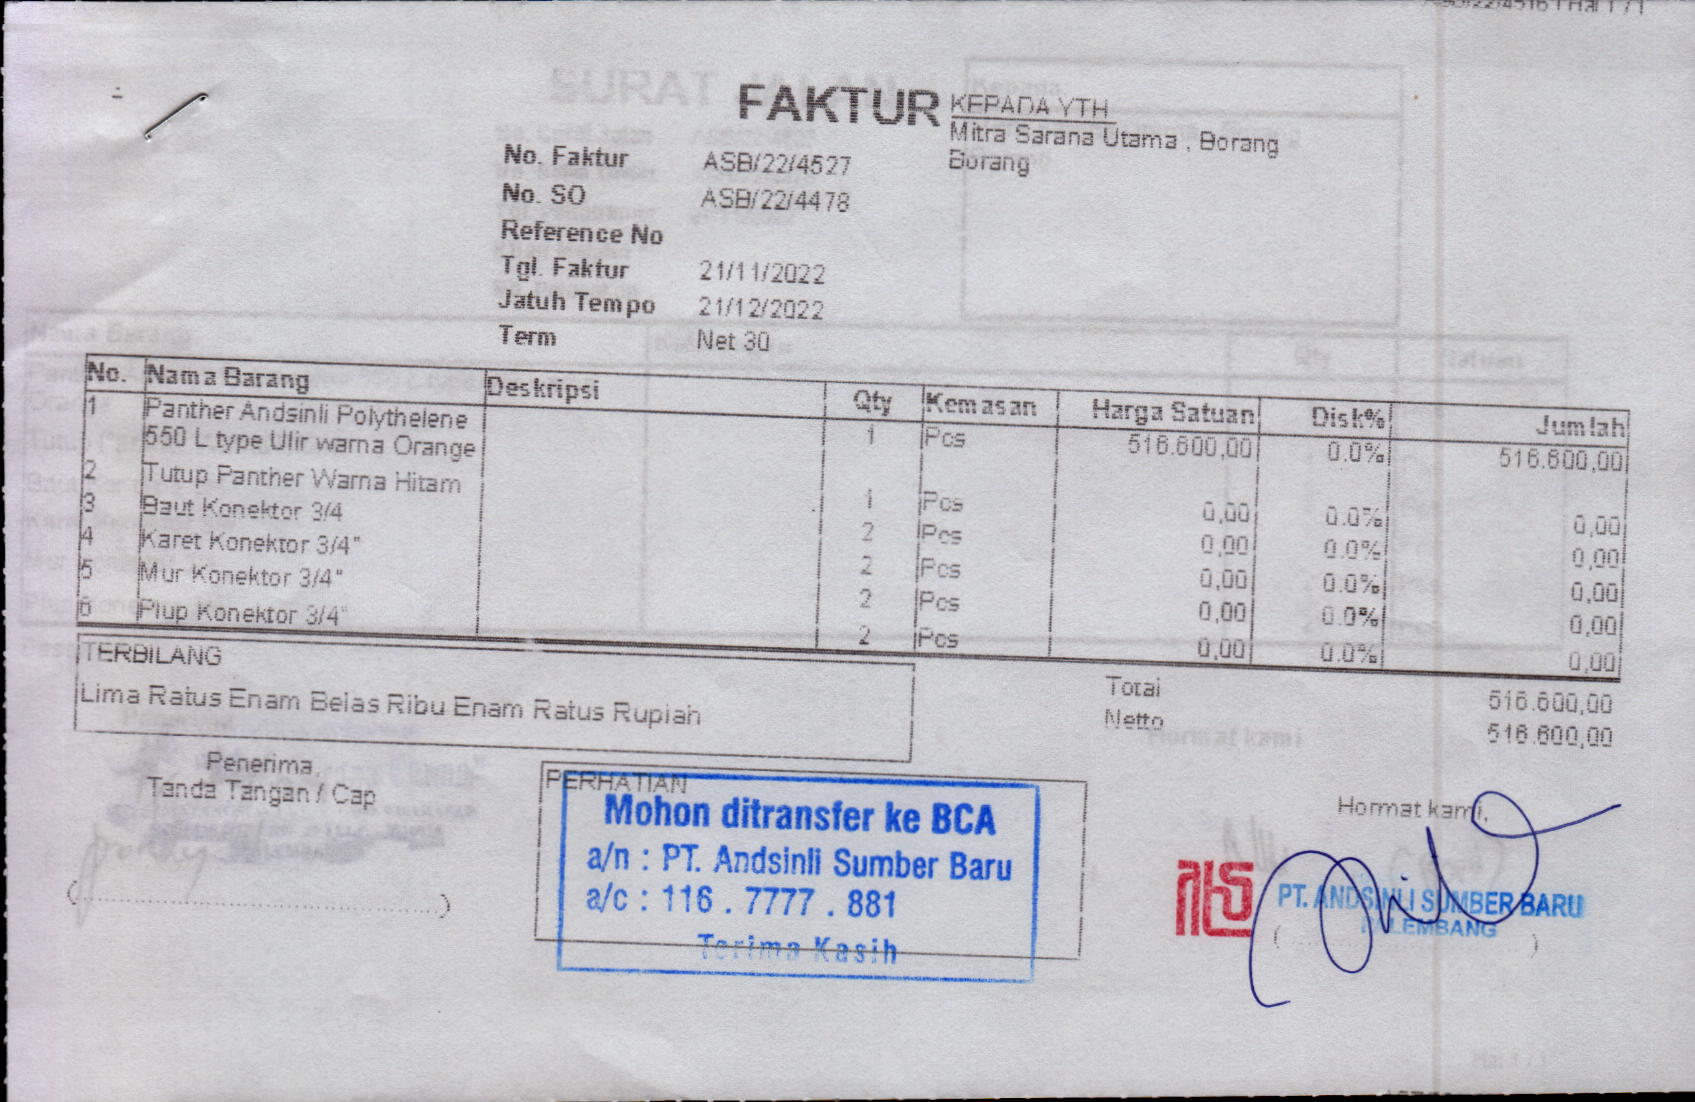 FAKTUR
KEPADA YTH
Mitra Sarana Utama , Borang
Borang
No. Faktur ASB/22/4527
No. SO ASB/22/4478
Reference No
Tgl. Faktur 21/11/2022
Jatuh Tempo 21/12/2022
Term Net 30
No. Nama Barang Deskripsi Qty Kemasan Harga Satuan Disk% Jumlah
1 Panther Andsinli Polythelene
550 L type Ulir warna Orange 1 Pcs 516.600,00 0.0% 516.600,00
2 Tutup Panther Warna Hitam 1 Pcs 0,00 0.0% 0,00
3 Baut Konektor 3/4 2 Pcs 0,00 0.0% 0,00
4 Karet Konektor 3/4" 2 Pcs 0,00 0.0% 0,00
5 Mur Konektor 3/4" 2 Pcs 0,00 0.0% 0,00
6 Plup Konektor 3/4" 2 Pcs 0,00 0.0% 0,00
TERBILANG
Lima Ratus Enam Belas Ribu Enam Ratus Rupiah
Total 516.600,00
Netto 516.600,00
Penerima,
Tanda Tangan / Cap
PERHATIAN
Mohon ditransfer ke BCA
a/n : PT. Andsinli Sumber Baru
a/c : 116 . 7777 . 881
Terima Kasih
Hormat kami,
PT. ANDSINLI SUMBER BARU
PALEMBANG